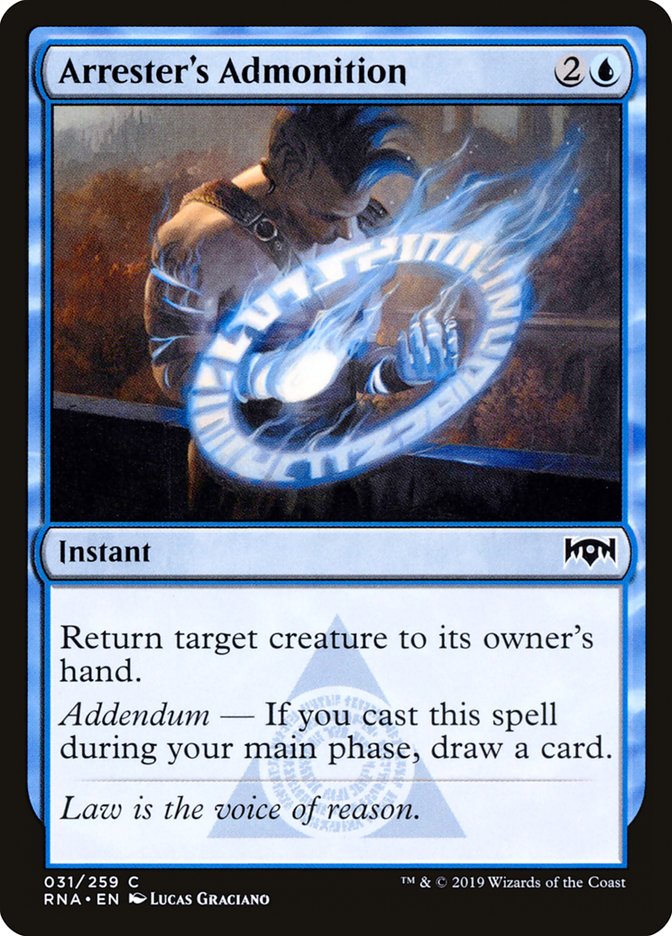 Arrester's Admonition 2
Instant
Return target creature to its owner's
hand.
Addendum — If you cast this spell
during your main phase, draw a card.
Law is the voice of reason.
031/259 C
RNA • EN Lucas Graciano
™ & © 2019 Wizards of the Coast